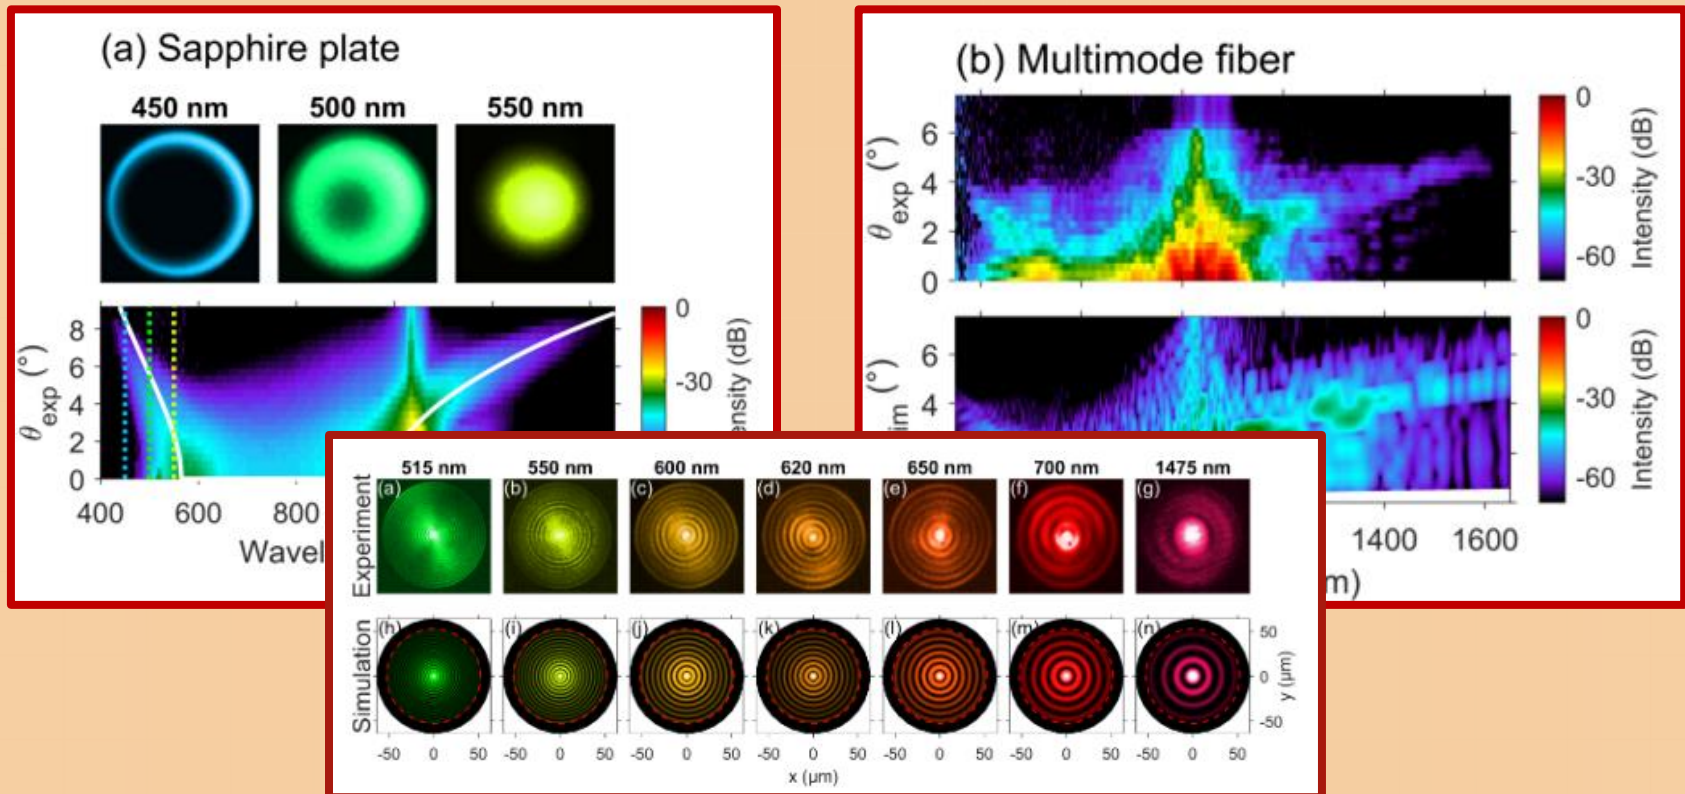 (a) Sapphire plate
450 nm 500 nm 550 nm
8
6
4
2
0
θexp (°)
400 600 800
Wavel
0
-30
ensity (dB)
(b) Multimode fiber
6
4
2
0
θexp (°)
0
-30
-60
Intensity (dB)
6
4
im (°)
0
-30
-60
Intensity (dB)
1400 1600
m)
515 nm 550 nm 600 nm 620 nm 650 nm 700 nm 1475 nm
Experiment
(a) (b) (c) (d) (e) (f) (g)
Simulation
(h) (i) (j) (k) (l) (m) (n)
50
0
-50
y (μm)
-50 0 50 -50 0 50 -50 0 50 -50 0 50 -50 0 50 -50 0 50 -50 0 50
x (μm)